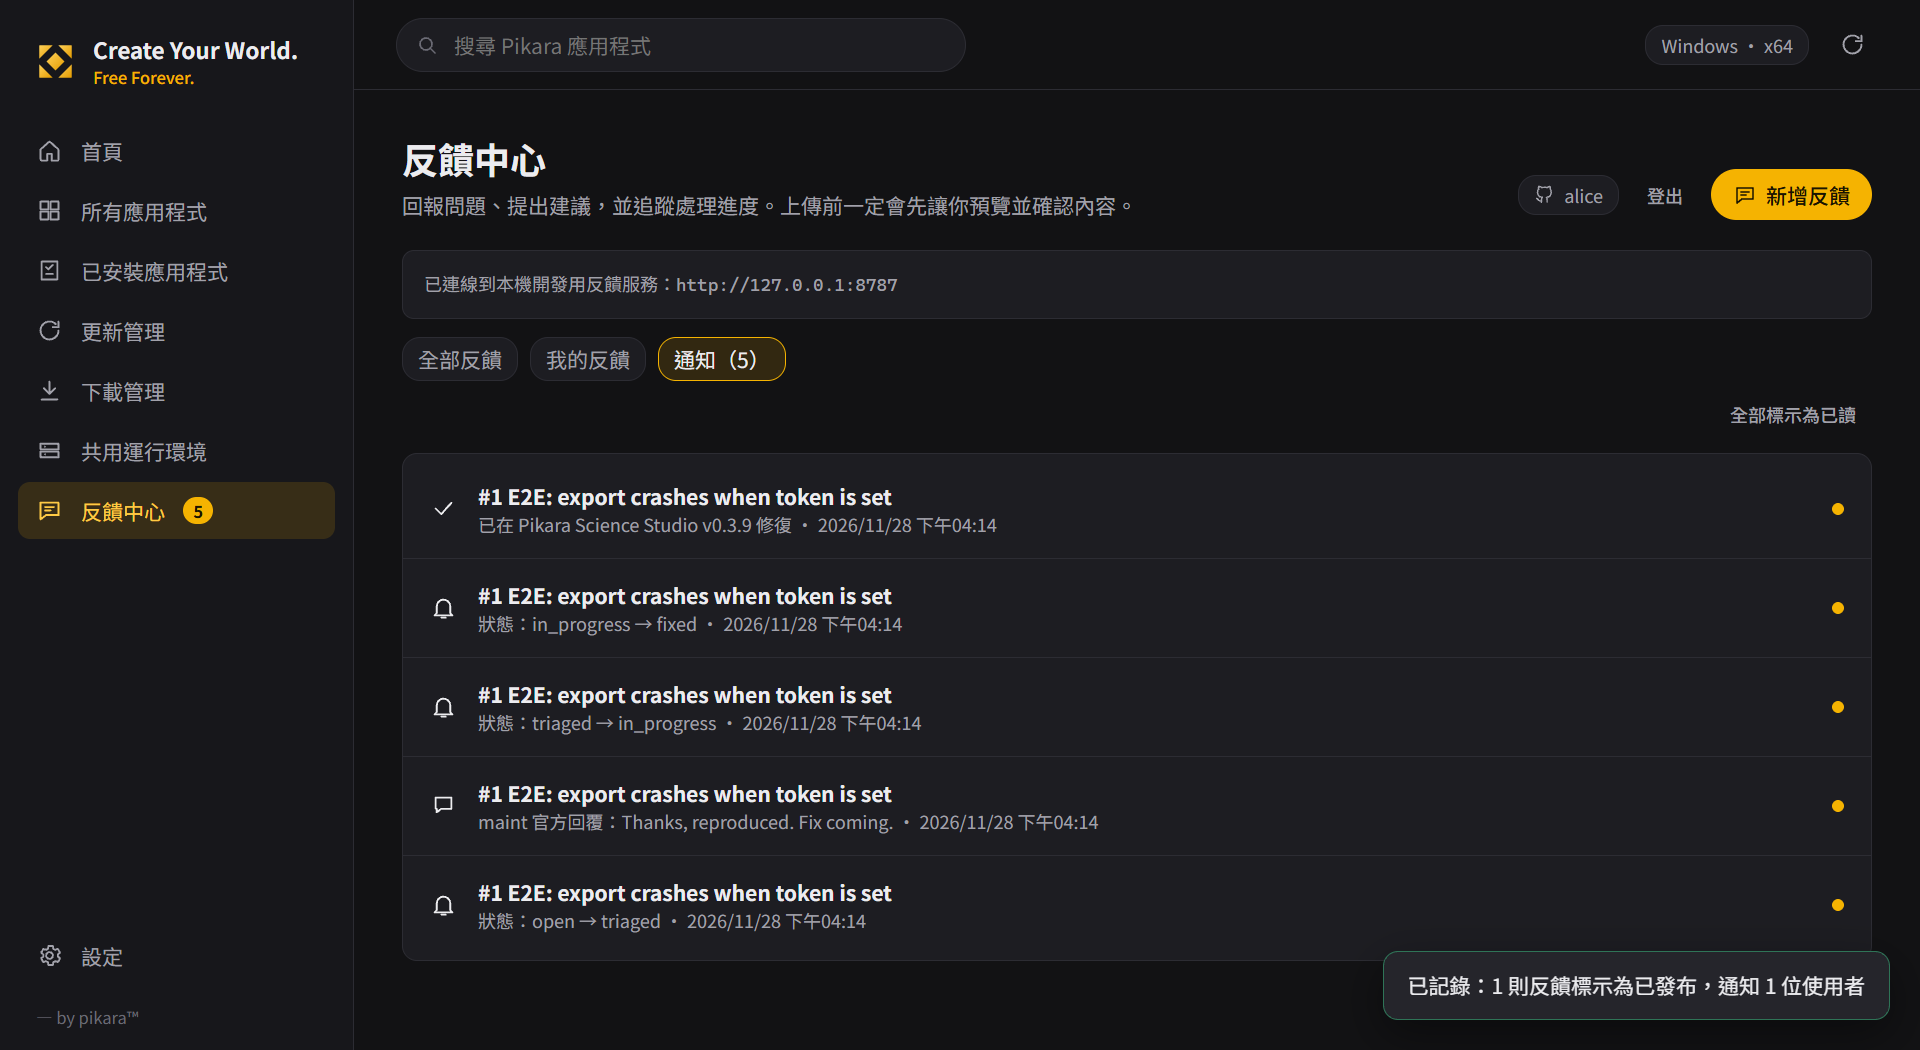 Create Your World.
Free Forever.
首頁
所有應用程式
已安裝應用程式
更新管理
下載管理
共用運行環境
反饋中心 5
設定
— by pikara™
搜尋 Pikara 應用程式
Windows • x64
反饋中心
回報問題、提出建議，並追蹤處理進度。上傳前一定會先讓你預覽並確認內容。
alice
登出
新增反饋
已連線到本機開發用反饋服務：http://127.0.0.1:8787
全部反饋
我的反饋
通知（5）
全部標示為已讀
#1 E2E: export crashes when token is set
已在 Pikara Science Studio v0.3.9 修復 • 2026/11/28 下午04:14
#1 E2E: export crashes when token is set
狀態：in_progress → fixed • 2026/11/28 下午04:14
#1 E2E: export crashes when token is set
狀態：triaged → in_progress • 2026/11/28 下午04:14
#1 E2E: export crashes when token is set
maint 官方回覆：Thanks, reproduced. Fix coming. • 2026/11/28 下午04:14
#1 E2E: export crashes when token is set
狀態：open → triaged • 2026/11/28 下午04:14
已記錄：1 則反饋標示為已發布，通知 1 位使用者